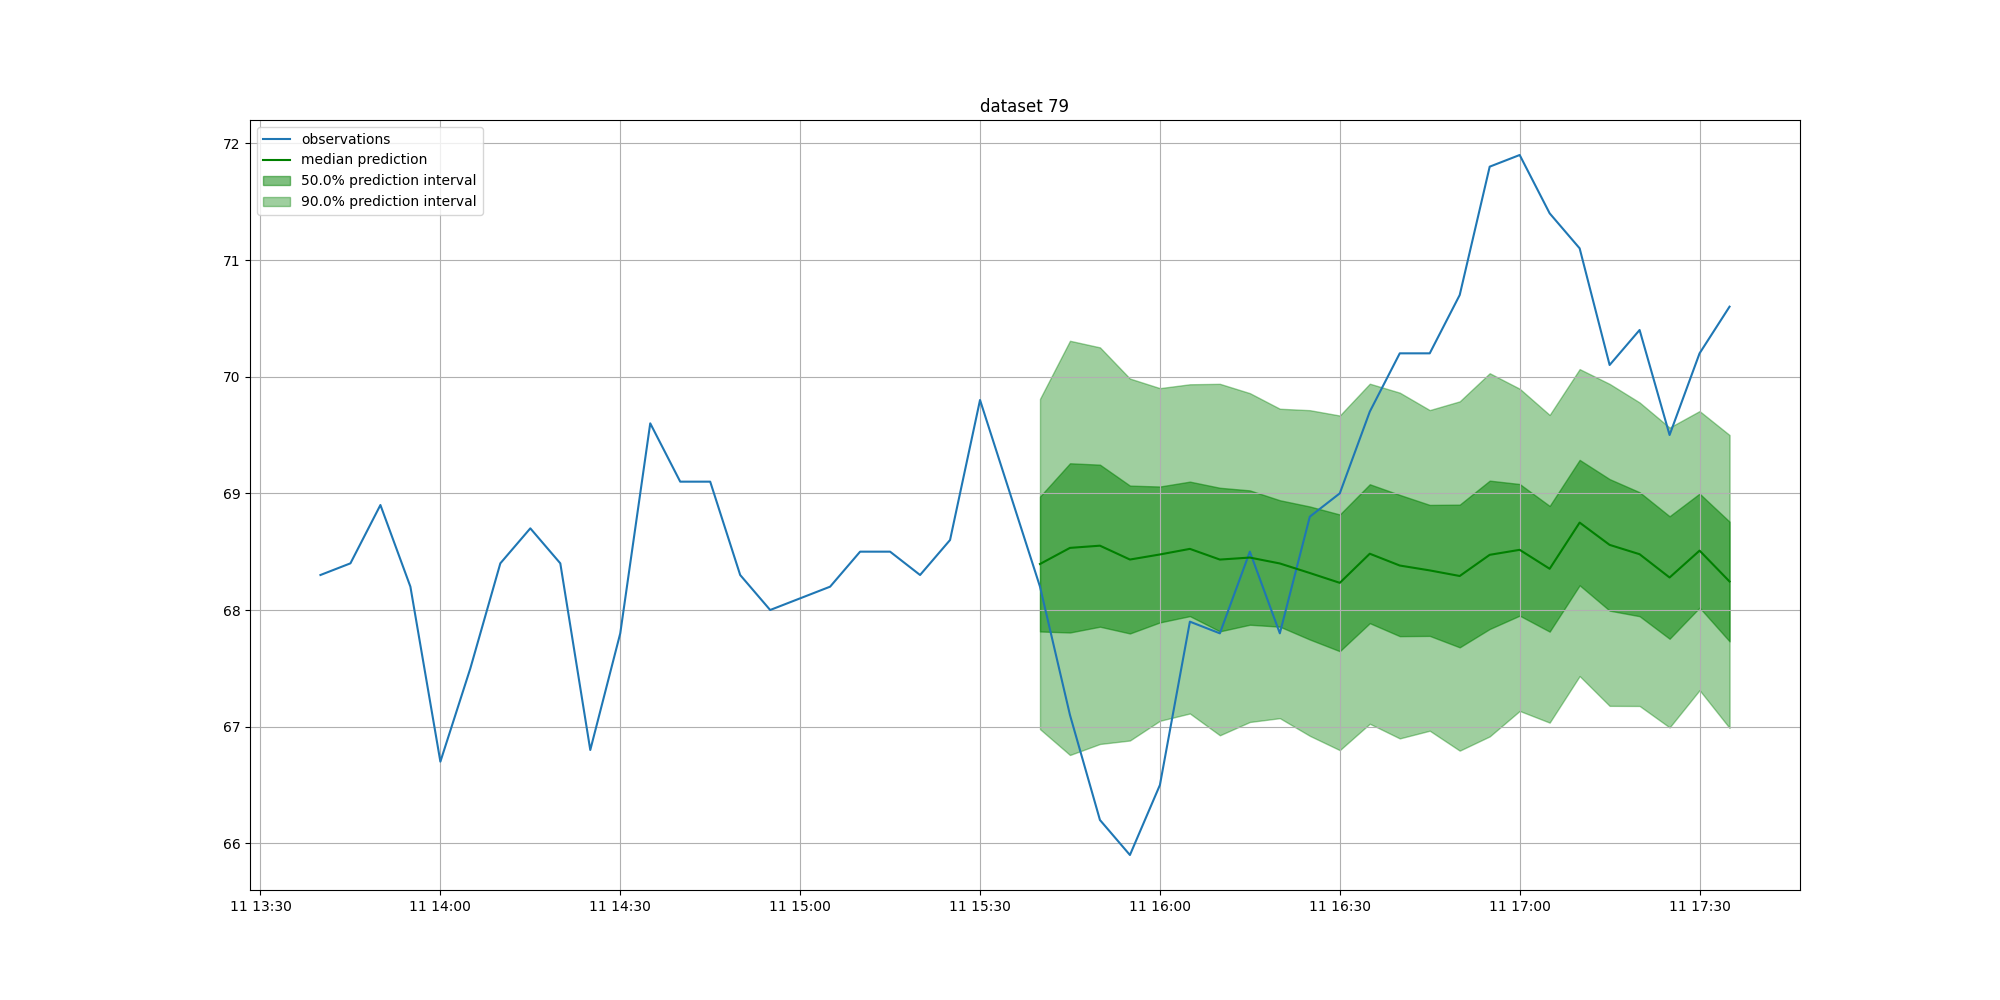 dataset 79
observations
median prediction
50.0% prediction interval
90.0% prediction interval
72
71
70
69
68
67
66
11 13:30 11 14:00 11 14:30 11 15:00 11 15:30 11 16:00 11 16:30 11 17:00 11 17:30